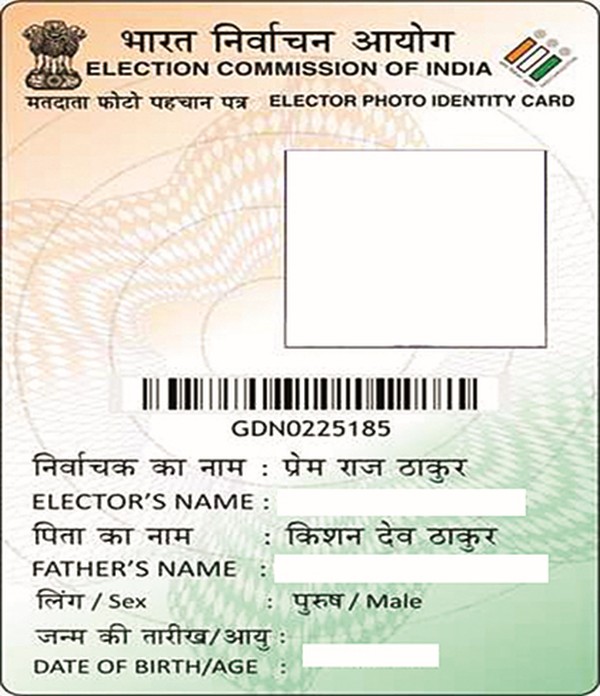 भारत निर्वाचन आयोग
ELECTION COMMISSION OF INDIA
मतदाता फोटो पहचान पत्र ELECTOR PHOTO IDENTITY CARD
GDN0225185
निर्वाचक का नाम : प्रेम राज ठाकुर
ELECTOR'S NAME :
पिता का नाम : किशन देव ठाकुर
FATHER'S NAME :
लिंग / Sex : पुरुष / Male
जन्म की तारीख/आयु :
DATE OF BIRTH/AGE :